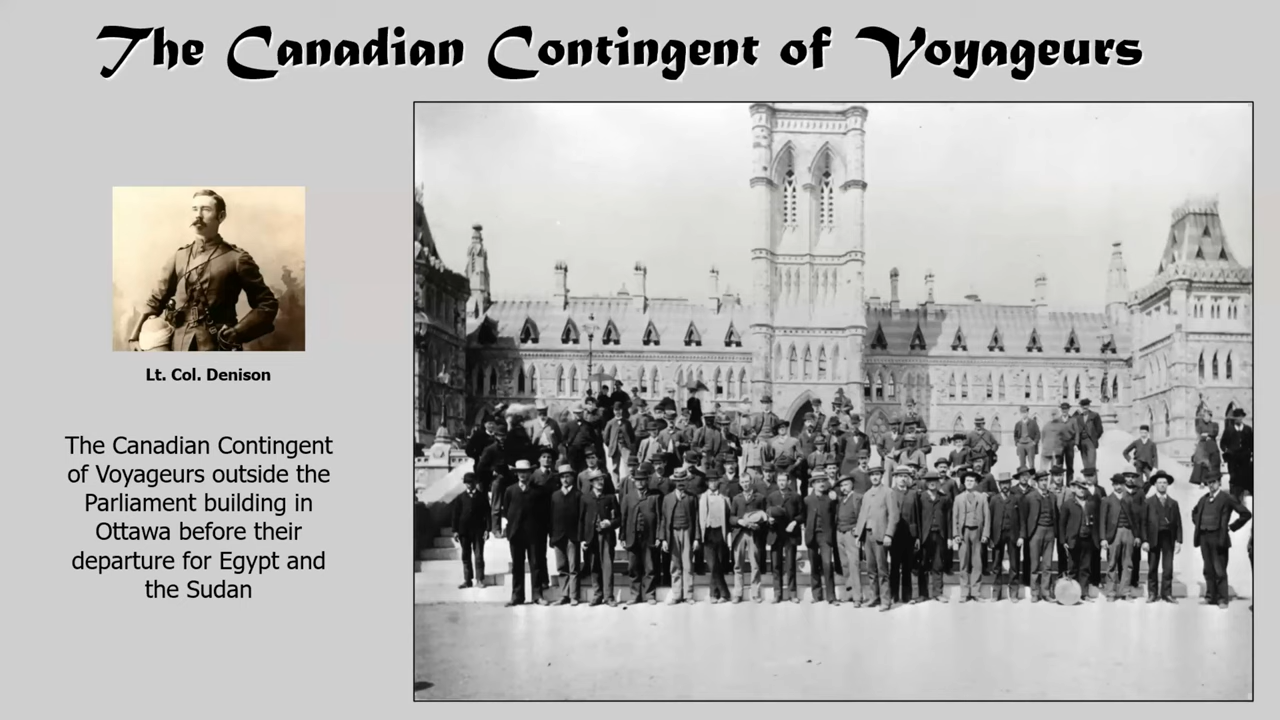 The Canadian Contingent of Voyageurs
Lt. Col. Denison
The Canadian Contingent
of Voyageurs outside the
Parliament building in
Ottawa before their
departure for Egypt and
the Sudan